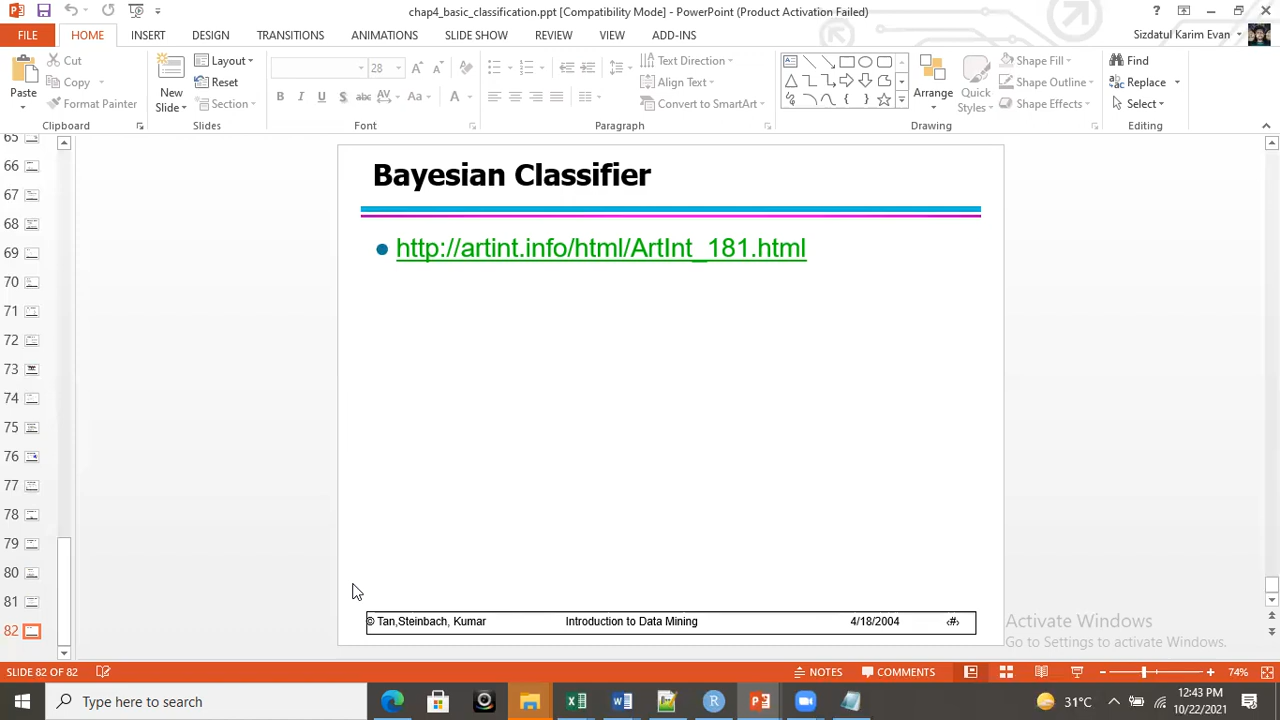 chap4_basic_classification.ppt [Compatibility Mode] - PowerPoint (Product Activation Failed)
FILE HOME INSERT DESIGN TRANSITIONS ANIMATIONS SLIDE SHOW REVIEW VIEW ADD-INS Sizdatul Karim Evan
Cut
Copy
Format Painter
Paste
Clipboard
New
Slide
Layout
Reset
Section
Slides
28
B I U S abc AV Aa A
Font
Text Direction
Align Text
Convert to SmartArt
Paragraph
Arrange
Quick
Styles
Shape Fill
Shape Outline
Shape Effects
Drawing
Find
Replace
Select
Editing
65
66
67
68
69
70
71
72
73
74
75
76
77
78
79
80
81
82
Bayesian Classifier
http://artint.info/html/ArtInt_181.html
© Tan,Steinbach, Kumar Introduction to Data Mining 4/18/2004 ‹#›
Activate Windows
Go to Settings to activate Windows.
SLIDE 82 OF 82 NOTES COMMENTS 74%
Type here to search 31°C 12:43 PM
10/22/2021